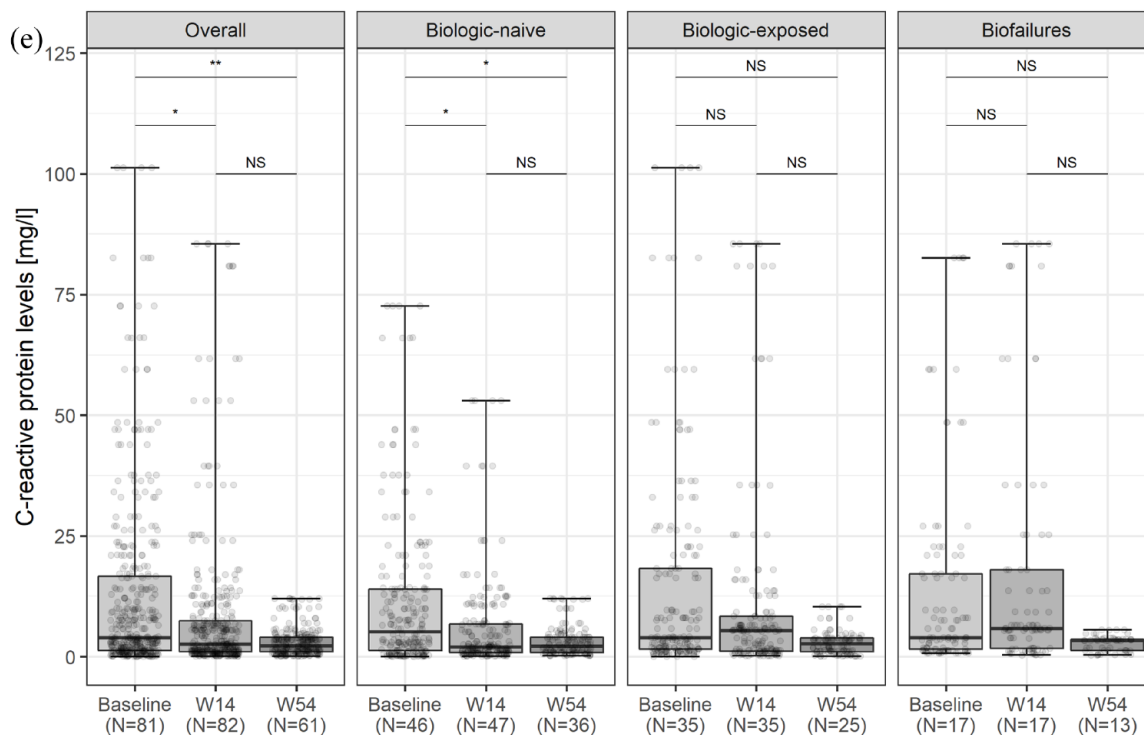 (e)
Overall Biologic-naive Biologic-exposed Biofailures
C-reactive protein levels [mg/l]
125
100
75
50
25
0
** * NS NS
* * NS NS
NS NS NS NS
Baseline W14 W54 Baseline W14 W54 Baseline W14 W54 Baseline W14 W54
(N=81) (N=82) (N=61) (N=46) (N=47) (N=36) (N=35) (N=35) (N=25) (N=17) (N=17) (N=13)